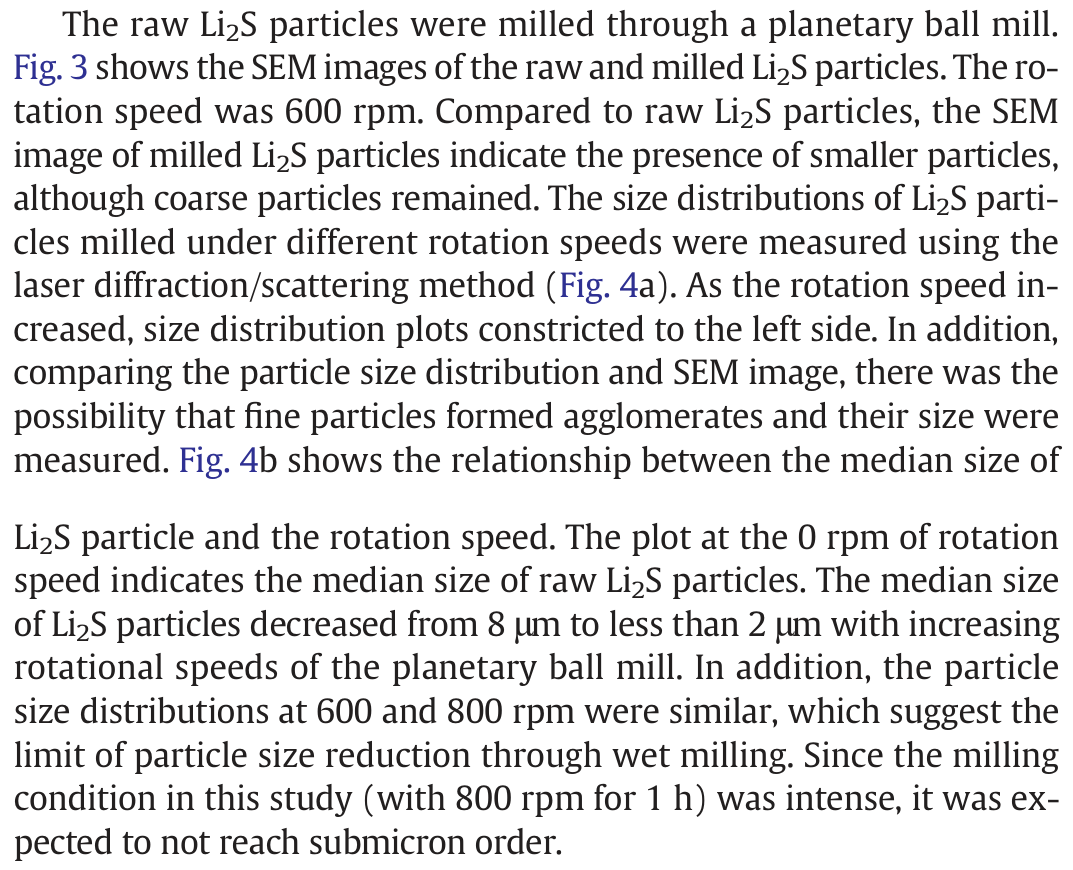 The raw Li₂S particles were milled through a planetary ball mill.
Fig. 3 shows the SEM images of the raw and milled Li₂S particles. The ro-
tation speed was 600 rpm. Compared to raw Li₂S particles, the SEM
image of milled Li₂S particles indicate the presence of smaller particles,
although coarse particles remained. The size distributions of Li₂S parti-
cles milled under different rotation speeds were measured using the
laser diffraction/scattering method (Fig. 4a). As the rotation speed in-
creased, size distribution plots constricted to the left side. In addition,
comparing the particle size distribution and SEM image, there was the
possibility that fine particles formed agglomerates and their size were
measured. Fig. 4b shows the relationship between the median size of
Li₂S particle and the rotation speed. The plot at the 0 rpm of rotation
speed indicates the median size of raw Li₂S particles. The median size
of Li₂S particles decreased from 8 μm to less than 2 μm with increasing
rotational speeds of the planetary ball mill. In addition, the particle
size distributions at 600 and 800 rpm were similar, which suggest the
limit of particle size reduction through wet milling. Since the milling
condition in this study (with 800 rpm for 1 h) was intense, it was ex-
pected to not reach submicron order.